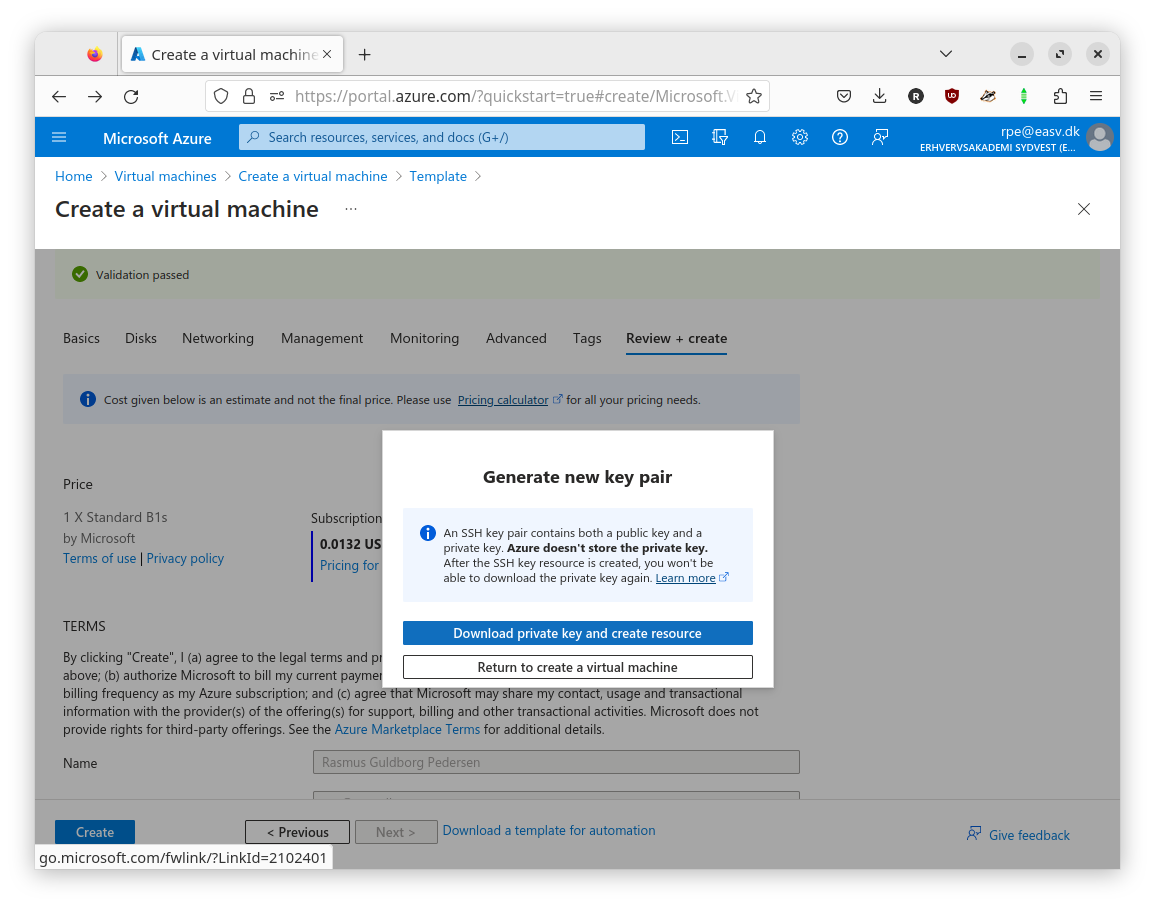 Create a virtual machine
https://portal.azure.com/?quickstart=true#create/Microsoft.V
Microsoft Azure
Search resources, services, and docs (G+/)
rpe@easv.dk
ERHVERVSAKADEMI SYDVEST (E...
Home > Virtual machines > Create a virtual machine > Template >
Create a virtual machine ...
Validation passed
Basics Disks Networking Management Monitoring Advanced Tags Review + create
Cost given below is an estimate and not the final price. Please use Pricing calculator for all your pricing needs.
Generate new key pair
An SSH key pair contains both a public key and a
private key. Azure doesn't store the private key.
After the SSH key resource is created, you won't be
able to download the private key again. Learn more
Download private key and create resource
Return to create a virtual machine
Price
1 X Standard B1s
by Microsoft
Terms of use | Privacy policy
Subscription
0.0132 US
Pricing for
TERMS
By clicking "Create", I (a) agree to the legal terms and
above; (b) authorize Microsoft to bill my current
billing frequency as my Azure subscription; and (c) agree that Microsoft may share my contact, usage and transactional
information with the provider(s) of the offering(s) for support, billing and other transactional activities. Microsoft does not
provide rights for third-party offerings. See the Azure Marketplace Terms for additional details.
Name
Rasmus Guldborg Pedersen
Create
< Previous
Next >
Download a template for automation
Give feedback
go.microsoft.com/fwlink/?LinkId=2102401